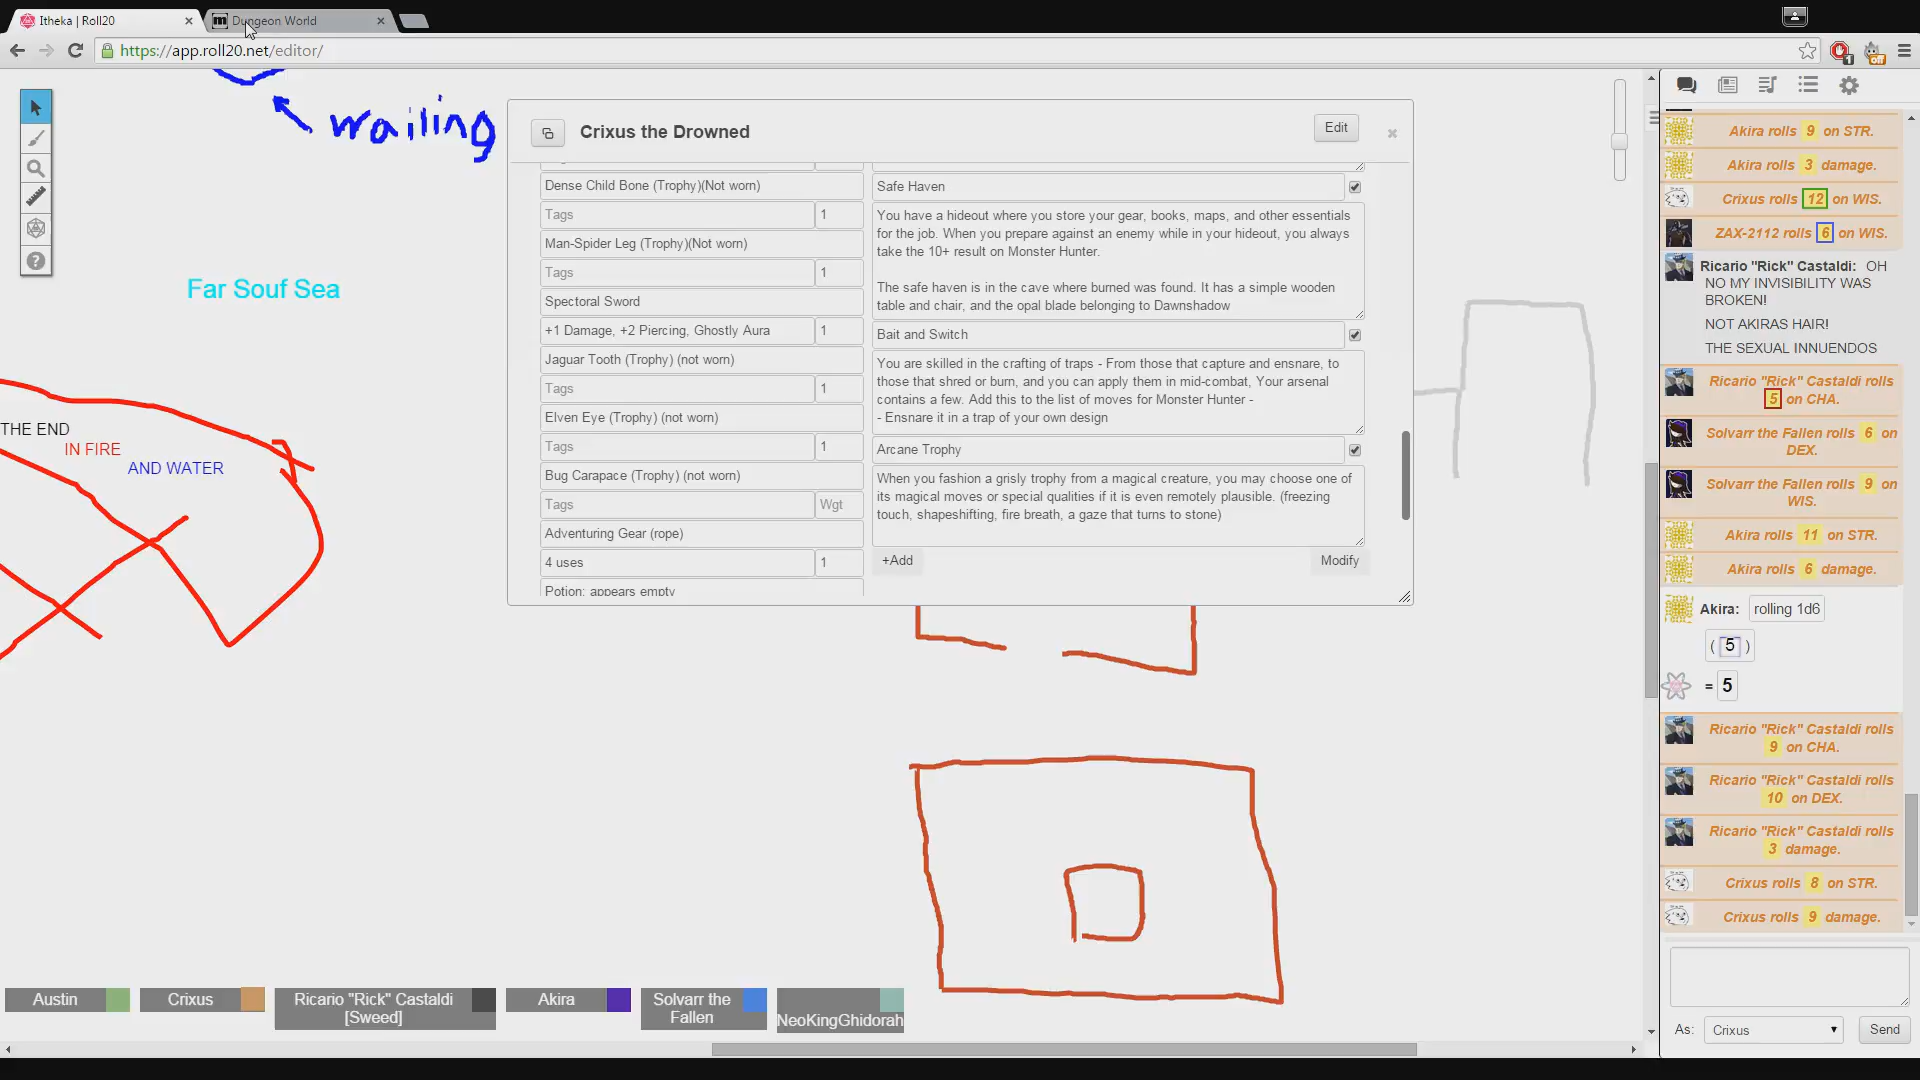 Itheka | Roll20
Dungeon World
https://app.roll20.net/editor/
1
off
wailing
Far Souf Sea
THE END
IN FIRE
AND WATER
Crixus the Drowned
Edit
Dense Child Bone (Trophy)(Not worn)
Tags
1
Man-Spider Leg (Trophy)(Not worn)
Tags
1
Spectoral Sword
+1 Damage, +2 Piercing, Ghostly Aura
1
Jaguar Tooth (Trophy) (not worn)
Tags
1
Elven Eye (Trophy) (not worn)
Tags
1
Bug Carapace (Trophy) (not worn)
Tags
Wgt
Adventuring Gear (rope)
4 uses
1
Potion: appears empty
Safe Haven
You have a hideout where you store your gear, books, maps, and other essentials
for the job. When you prepare against an enemy while in your hideout, you always
take the 10+ result on Monster Hunter.
The safe haven is in the cave where burned was found. It has a simple wooden
table and chair, and the opal blade belonging to Dawnshadow
Bait and Switch
You are skilled in the crafting of traps - From those that capture and ensnare, to
those that shred or burn, and you can apply them in mid-combat, Your arsenal
contains a few. Add this to the list of moves for Monster Hunter -
- Ensnare it in a trap of your own design
Arcane Trophy
When you fashion a grisly trophy from a magical creature, you may choose one of
its magical moves or special qualities if it is even remotely plausible. (freezing
touch, shapeshifting, fire breath, a gaze that turns to stone)
+Add
Modify
Akira rolls 9 on STR.
Akira rolls 3 damage.
Crixus rolls 12 on WIS.
ZAX-2112 rolls 6 on WIS.
Ricario "Rick" Castaldi: OH
NO MY INVISIBILITY WAS
BROKEN!
NOT AKIRAS HAIR!
THE SEXUAL INNUENDOS
Ricario "Rick" Castaldi rolls
5 on CHA.
Solvarr the Fallen rolls 6 on
DEX.
Solvarr the Fallen rolls 9 on
WIS.
Akira rolls 11 on STR.
Akira rolls 6 damage.
Akira: rolling 1d6
( 5 )
= 5
Ricario "Rick" Castaldi rolls
9 on CHA.
Ricario "Rick" Castaldi rolls
10 on DEX.
Ricario "Rick" Castaldi rolls
3 damage.
Crixus rolls 8 on STR.
Crixus rolls 9 damage.
As: Crixus
Send
Austin
Crixus
Ricario "Rick" Castaldi
[Sweed]
Akira
Solvarr the
Fallen
NeoKingGhidorah